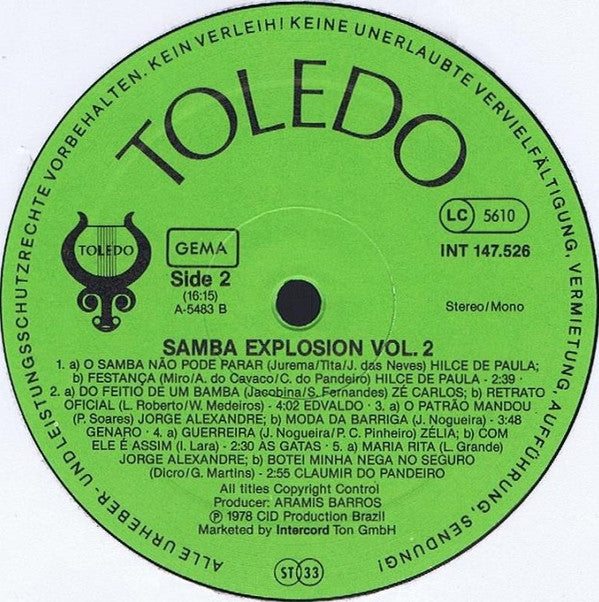 ALLE URHEBER- UND LEISTUNGSSCHUTZRECHTE VORBEHALTEN. KEIN VERLEIH! KEINE UNERLAUBTE VERVIELFÄLTIGUNG, VERMIETUNG, AUFFÜHRUNG, SENDUNG!
TOLEDO
TOLEDO
GEMA
LC 5610
INT 147.526
Side 2
(16:15)
A-5483 B
Stereo/Mono
SAMBA EXPLOSION VOL. 2
1. a) O SAMBA NÃO PODE PARAR (Jurema/Tita/J. das Neves) HILCE DE PAULA;
b) FESTANÇA (Miro/A. do Cavaco/C. do Pandeiro) HILCE DE PAULA - 2:39 ·
2. a) DO FEITIO DE UM BAMBA (Jacobina/S. Fernandes) ZÉ CARLOS; b) RETRATO
OFICIAL (L. Roberto/W. Medeiros) - 4:02 EDVALDO · 3. a) O PATRÃO MANDOU
(P. Soares) JORGE ALEXANDRE; b) MODA DA BARRIGA (J. Nogueira) - 3:48
GENARO · 4. a) GUERREIRA (J. Nogueira/P. C. Pinheiro) ZÉLIA; b) COM
ELE É ASSIM (I. Lara) - 2:30 AS GATAS · 5. a) MARIA RITA (L. Grande)
JORGE ALEXANDRE; b) BOTEI MINHA NEGA NO SEGURO
(Dicro/G. Martins) - 2:55 CLAUMIR DO PANDEIRO
All titles Copyright Control
Producer: ARAMIS BARROS
℗ 1978 CID Production Brazil
Marketed by Intercord Ton GmbH
ST 33